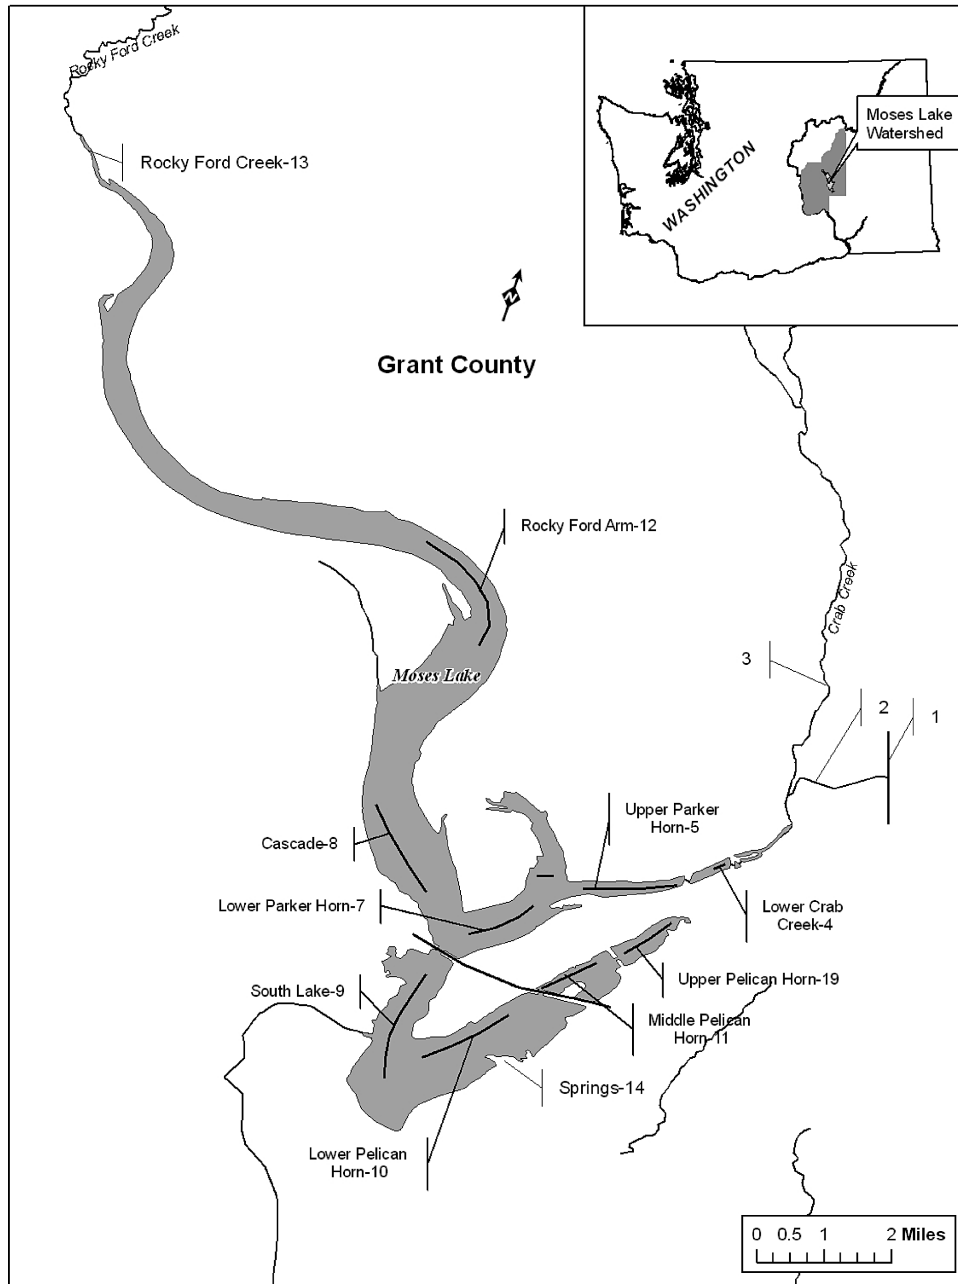 Rocky Ford Creek
Moses Lake
Watershed
WASHINGTON
Rocky Ford Creek-13
N
Grant County
Rocky Ford Arm-12
Crab Creek
3
Moses Lake
2
1
Upper Parker
Horn-5
Cascade-8
Lower Parker Horn-7
Lower Crab
Creek-4
Upper Pelican Horn-19
South Lake-9
Middle Pelican
Horn-11
Springs-14
Lower Pelican
Horn-10
0 0.5 1 2 Miles